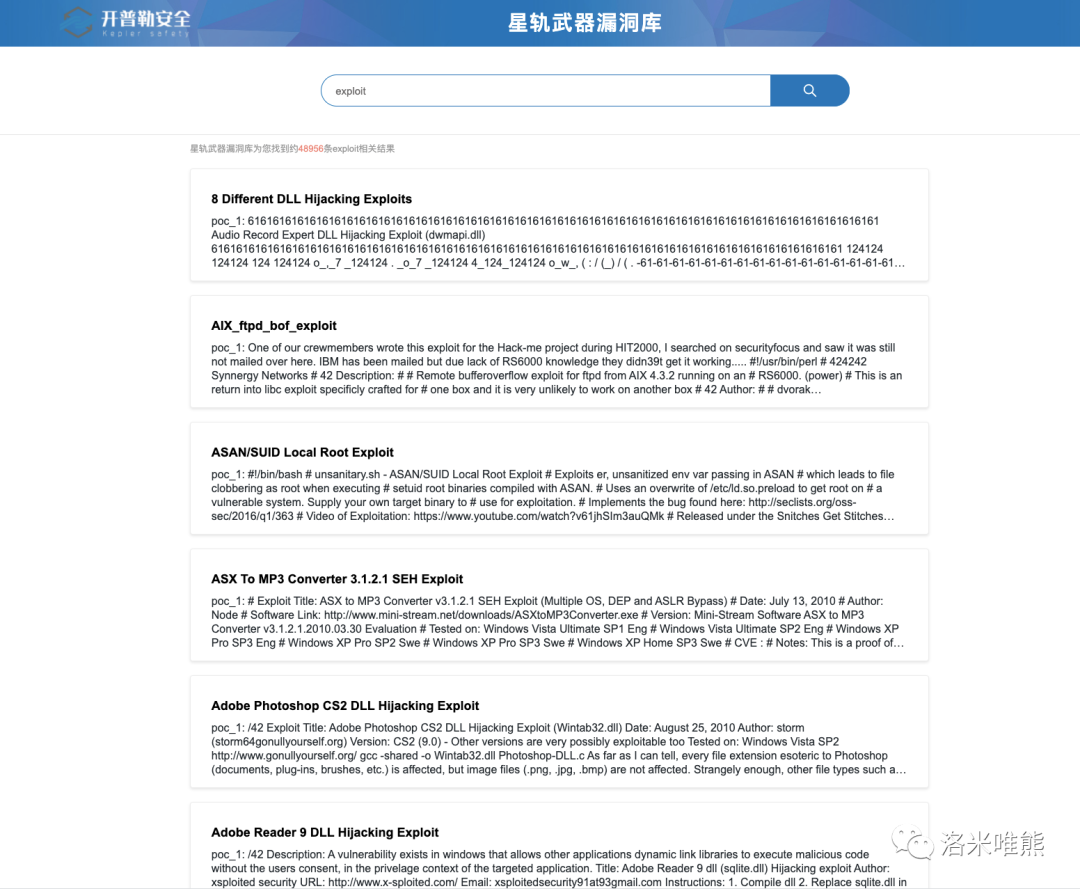 开普勒安全
Kepler safety
星轨武器漏洞库
exploit
星轨武器漏洞库为您找到约48956条exploit相关结果
8 Different DLL Hijacking Exploits
poc_1: 6161616161616161616161616161616161616161616161616161616161616161616161616161616161616161616161616161
Audio Record Expert DLL Hijacking Exploit (dwmapi.dll)
6161616161616161616161616161616161616161616161616161616161616161616161616161616161616161616161616161 124124
124124 124 124124 o_,_7 _124124 . _o_7 _124124 4_124_124124 o_w_, ( : / (_) / ( . -61-61-61-61-61-61-61-61-61-61-61-61-61-61-61-61…
AIX_ftpd_bof_exploit
poc_1: One of our crewmembers wrote this exploit for the Hack-me project during HIT2000, I searched on securityfocus and saw it was still
not mailed over here. IBM has been mailed but due lack of RS6000 knowledge they didn39t get it working..... #!/usr/bin/perl # 424242
Synnergy Networks # 42 Description: # # Remote bufferoverflow exploit for ftpd from AIX 4.3.2 running on an # RS6000. (power) # This is an
return into libc exploit specificly crafted for # one box and it is very unlikely to work on another box # 42 Author: # # dvorak…
ASAN/SUID Local Root Exploit
poc_1: #!/bin/bash # unsanitary.sh - ASAN/SUID Local Root Exploit # Exploits er, unsanitized env var passing in ASAN # which leads to file
clobbering as root when executing # setuid root binaries compiled with ASAN. # Uses an overwrite of /etc/ld.so.preload to get root on # a
vulnerable system. Supply your own target binary to # use for exploitation. # Implements the bug found here: http://seclists.org/oss-
sec/2016/q1/363 # Video of Exploitation: https://www.youtube.com/watch?v61jhSIm3auQMk # Released under the Snitches Get Stitches…
ASX To MP3 Converter 3.1.2.1 SEH Exploit
poc_1: # Exploit Title: ASX to MP3 Converter v3.1.2.1 SEH Exploit (Multiple OS, DEP and ASLR Bypass) # Date: July 13, 2010 # Author:
Node # Software Link: http://www.mini-stream.net/downloads/ASXtoMP3Converter.exe # Version: Mini-Stream Software ASX to MP3
Converter v3.1.2.1.2010.03.30 Evaluation # Tested on: Windows Vista Ultimate SP1 Eng # Windows Vista Ultimate SP2 Eng # Windows XP
Pro SP3 Eng # Windows XP Pro SP2 Swe # Windows XP Pro SP3 Swe # Windows XP Home SP3 Swe # CVE : # Notes: This is a proof of…
Adobe Photoshop CS2 DLL Hijacking Exploit
poc_1: /42 Exploit Title: Adobe Photoshop CS2 DLL Hijacking Exploit (Wintab32.dll) Date: August 25, 2010 Author: storm
(storm64gonullyourself.org) Version: CS2 (9.0) - Other versions are very possibly exploitable too Tested on: Windows Vista SP2
http://www.gonullyourself.org/ gcc -shared -o Wintab32.dll Photoshop-DLL.c As far as I can tell, every file extension esoteric to Photoshop
(documents, plug-ins, brushes, etc.) is affected, but image files (.png, .jpg, .bmp) are not affected. Strangely enough, other file types such a…
Adobe Reader 9 DLL Hijacking Exploit
poc_1: /42 Description: A vulnerability exists in windows that allows other applications dynamic link libraries to execute malicious code
without the users consent, in the privelage context of the targeted application. Title: Adobe Reader 9 dll (sqlite.dll) Hijacking exploit Author:
xsploited security URL: http://www.x-sploited.com/ Email: xsploitedsecurity91at93gmail.com Instructions: 1. Compile dll 2. Replace sqlite.dll in
洛米唯熊